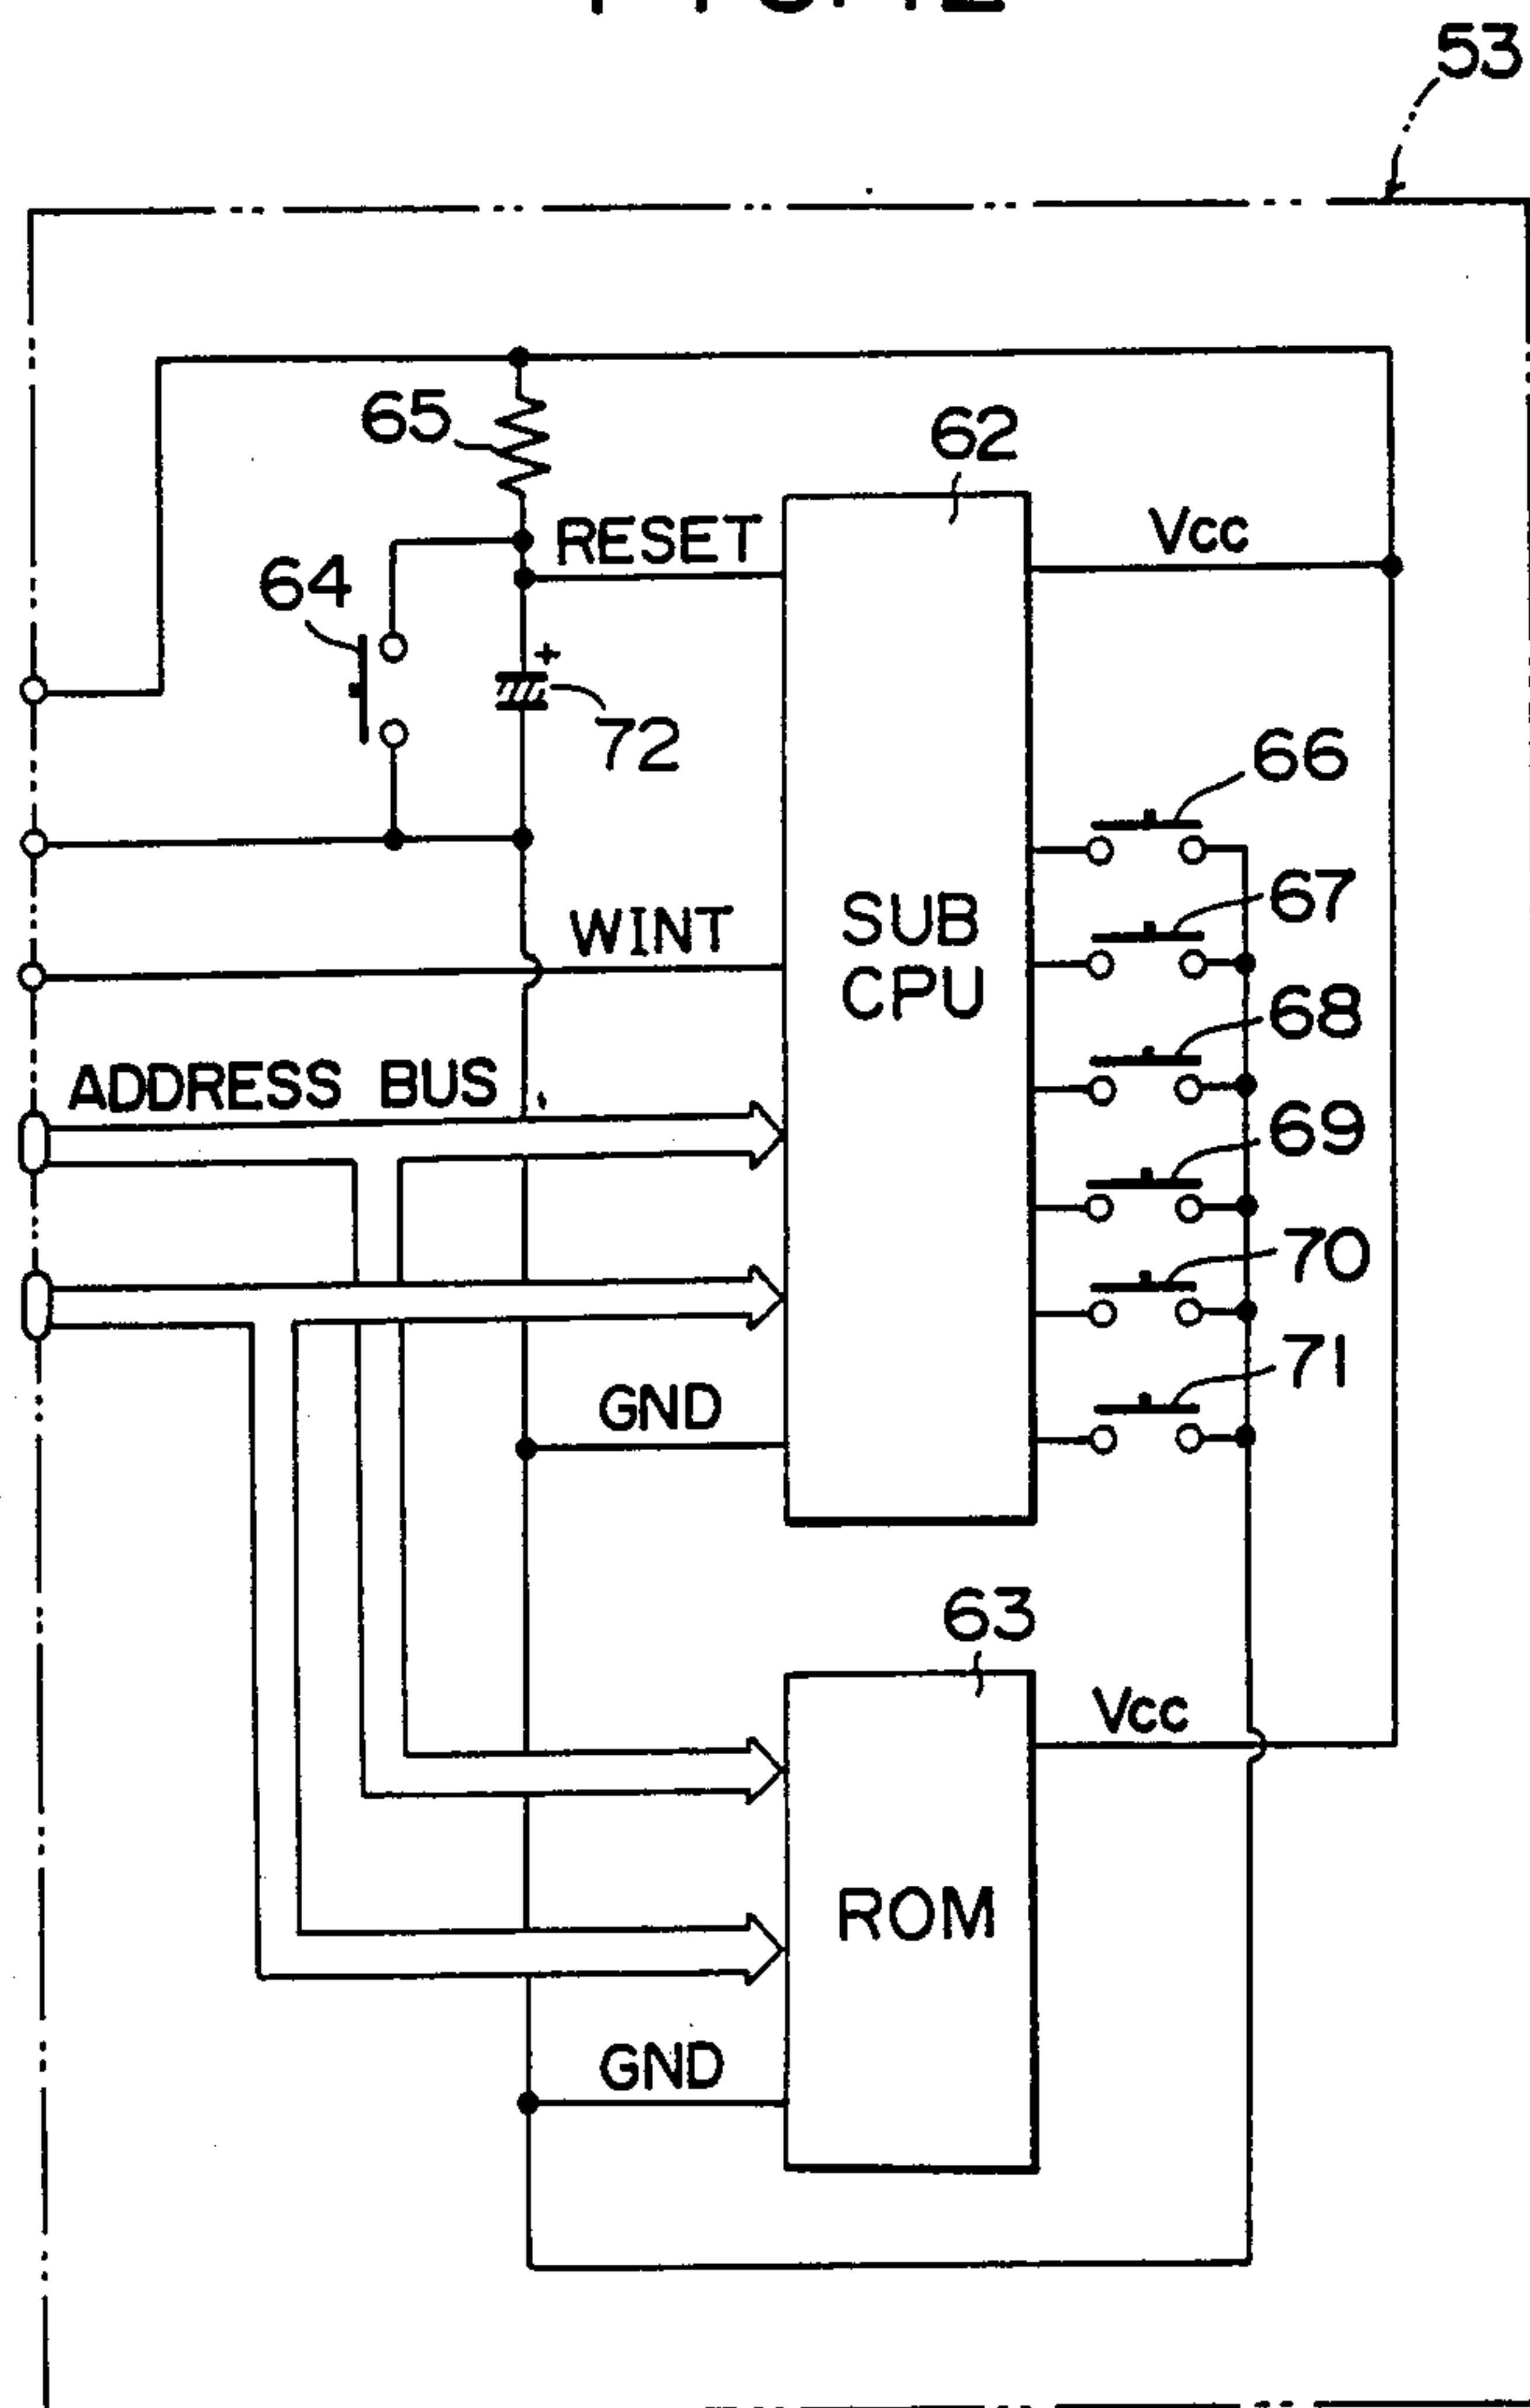 53
65
62
RESET
Vcc
64
+
72
66
67
WINT
SUB
CPU
68
ADDRESS BUS
69
70
71
GND
63
Vcc
ROM
GND